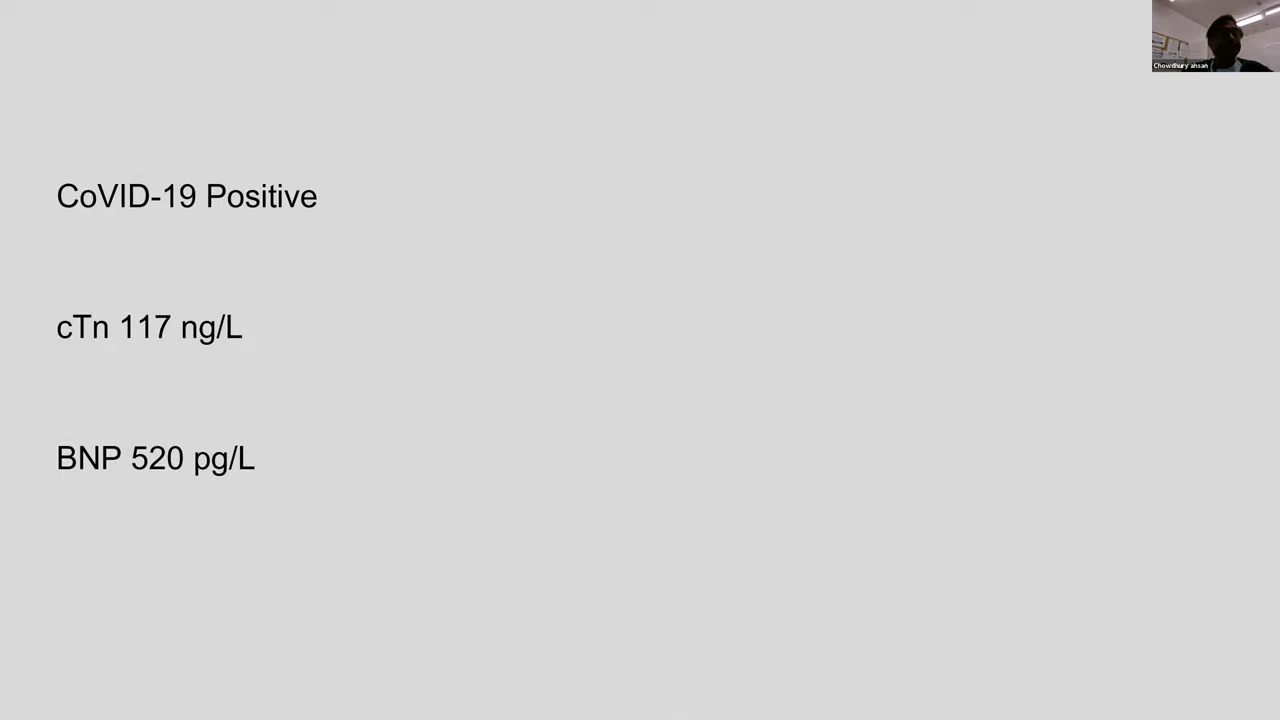 Chowdhury ahsan
CoVID-19 Positive
cTn 117 ng/L
BNP 520 pg/L